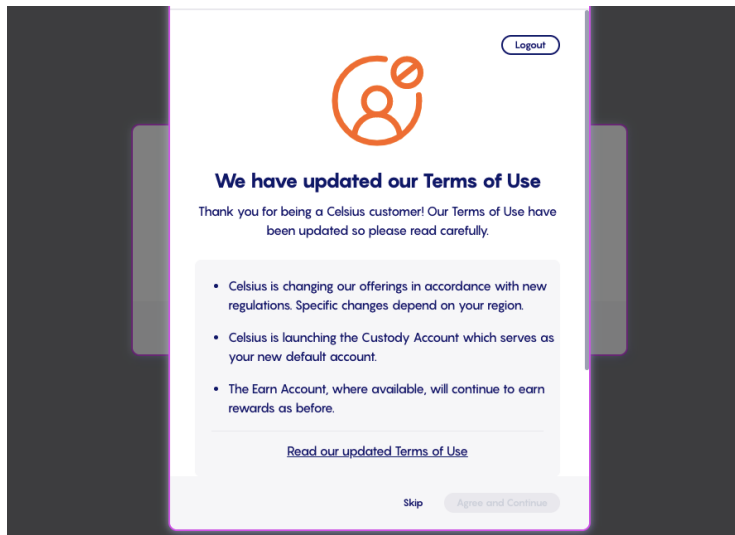 Logout
We have updated our Terms of Use
Thank you for being a Celsius customer! Our Terms of Use have
been updated so please read carefully.
• Celsius is changing our offerings in accordance with new
regulations. Specific changes depend on your region.
• Celsius is launching the Custody Account which serves as
your new default account.
• The Earn Account, where available, will continue to earn
rewards as before.
Read our updated Terms of Use
Skip Agree and Continue